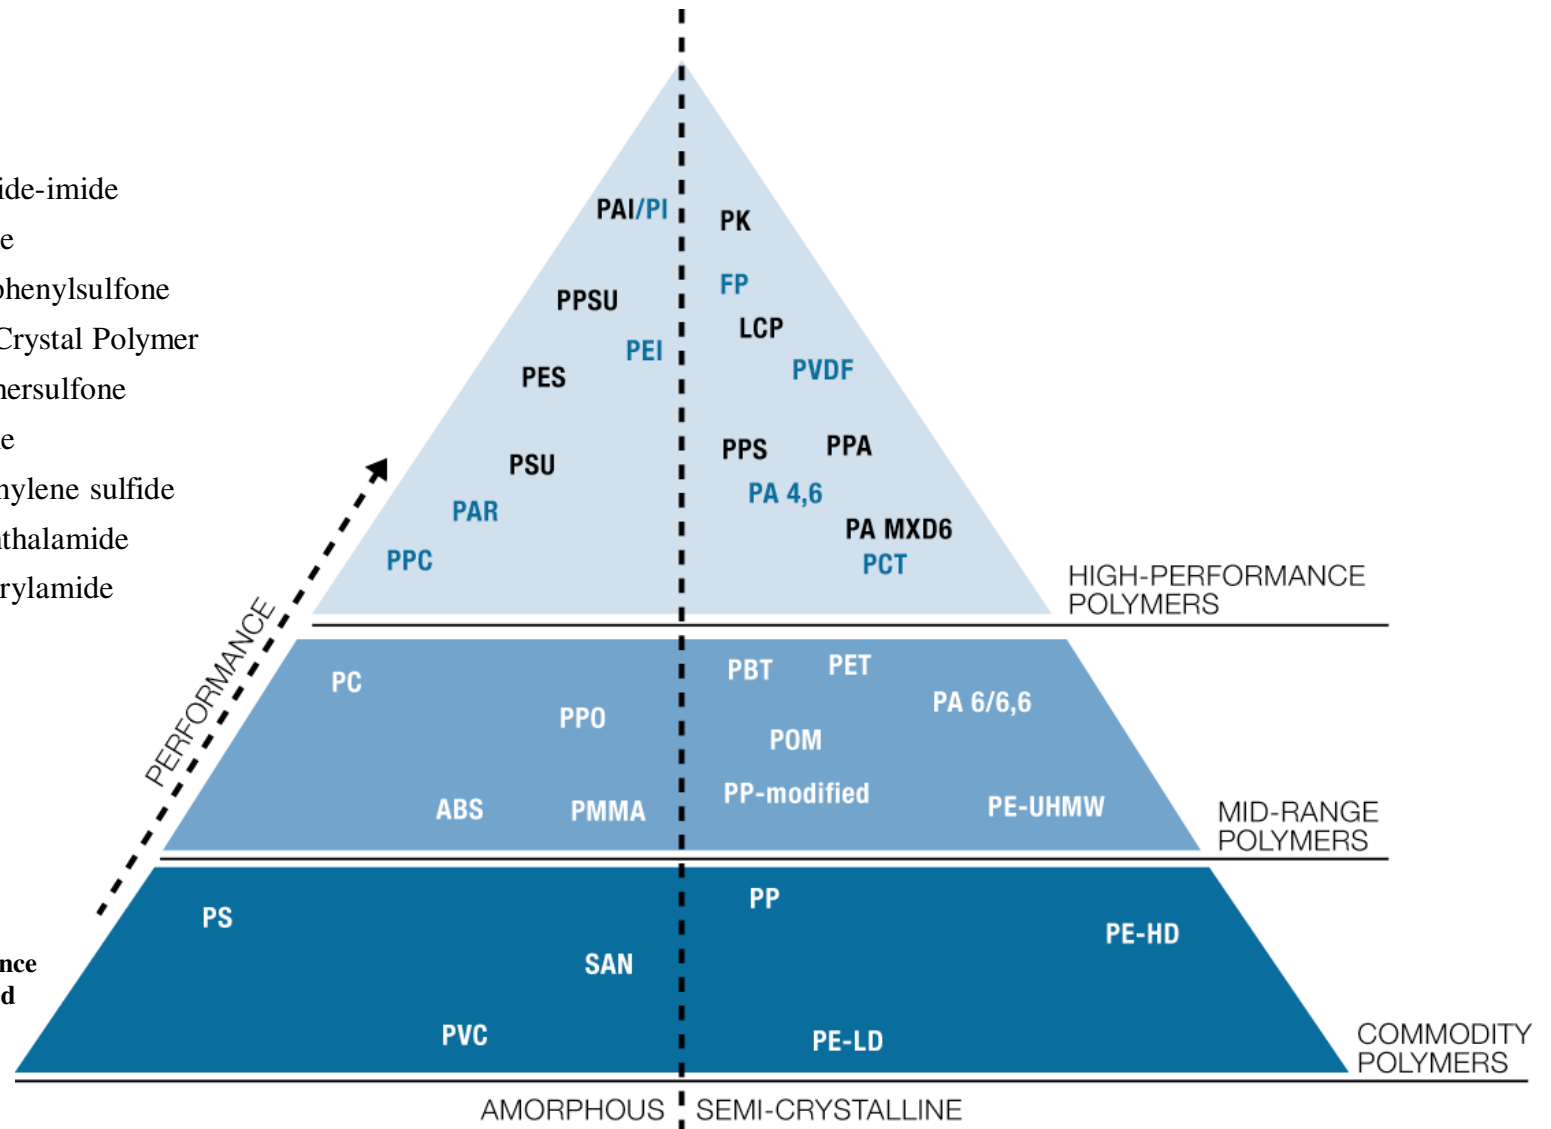 ide-imide
e
phenylsulfone
Crystal Polymer
hersulfone
e
nylene sulfide
hthalamide
rylamide
nce
d
PERFORMANCE
PAI/PI
PK
FP
PPSU
LCP
PEI
PVDF
PES
PPS
PPA
PSU
PA 4,6
PAR
PA MXD6
PPC
PCT
HIGH-PERFORMANCE
POLYMERS
PC
PBT
PET
PA 6/6,6
PPO
POM
PP-modified
ABS
PMMA
PE-UHMW
MID-RANGE
POLYMERS
PS
PP
PE-HD
SAN
PVC
PE-LD
COMMODITY
POLYMERS
AMORPHOUS
SEMI-CRYSTALLINE